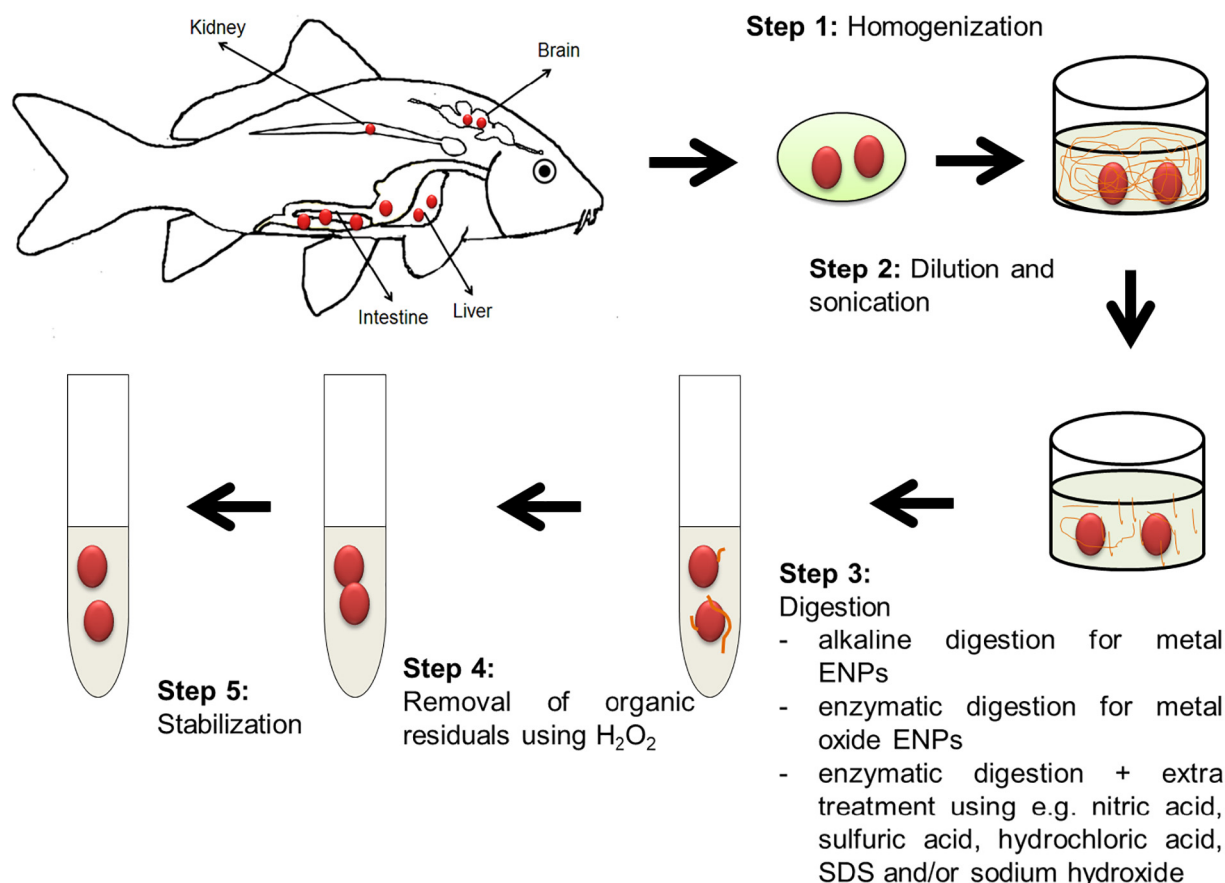 Kidney
Brain
Intestine
Liver
Step 1: Homogenization
Step 2: Dilution and
sonication
Step 3:
Digestion
- alkaline digestion for metal
ENPs
- enzymatic digestion for metal
oxide ENPs
- enzymatic digestion + extra
treatment using e.g. nitric acid,
sulfuric acid, hydrochloric acid,
SDS and/or sodium hydroxide
Step 4:
Removal of organic
residuals using H₂O₂
Step 5:
Stabilization